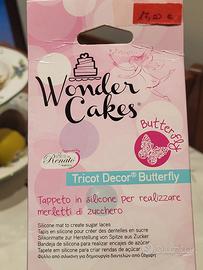 Wonder
Cakes®
Butterfly
Renato
Tricot Decor® Butterfly
Tappeto in silicone per realizzare
merletti di zucchero
Silicone mat to create sugar laces
Tapis en silicone pour créer des dentelles en sucre
Silikonmatte zur Herstellung von Spitze aus Zucker
Bandeja de silicona para realizar encajes de azúcar
Tapete em silicone para criar rendas de açúcar